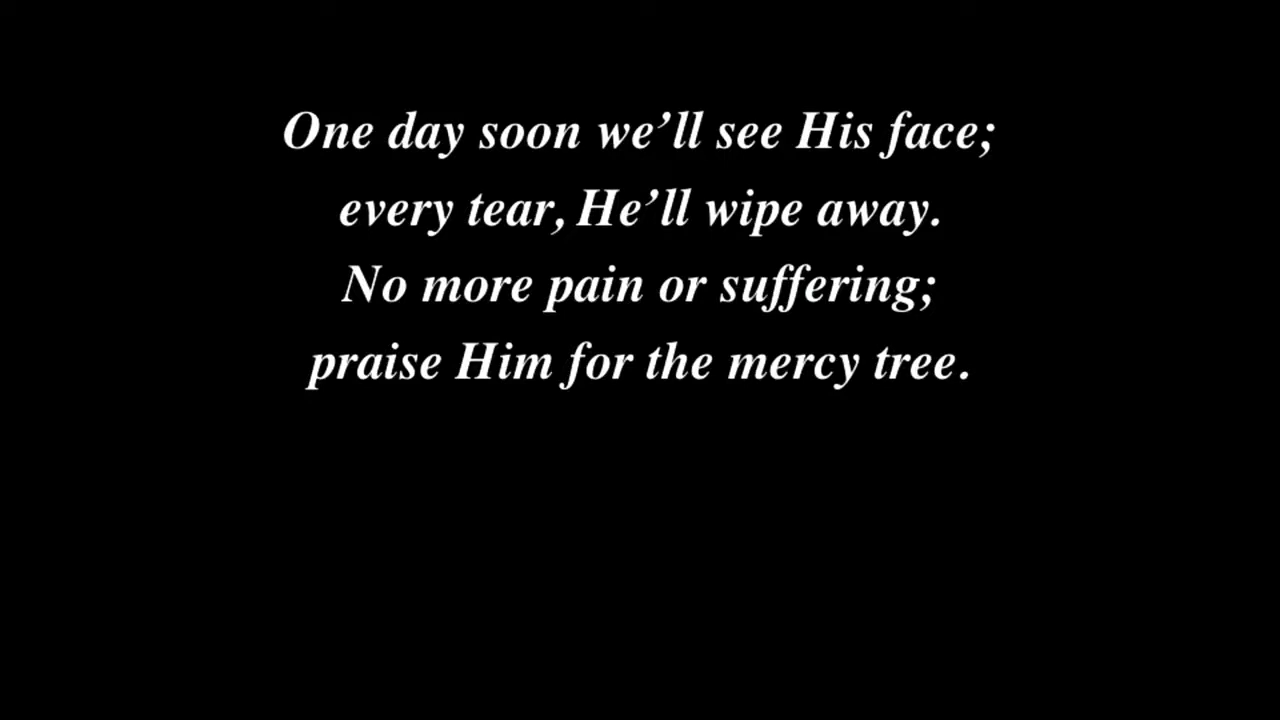 One day soon we’ll see His face;
every tear, He’ll wipe away.
No more pain or suffering;
praise Him for the mercy tree.